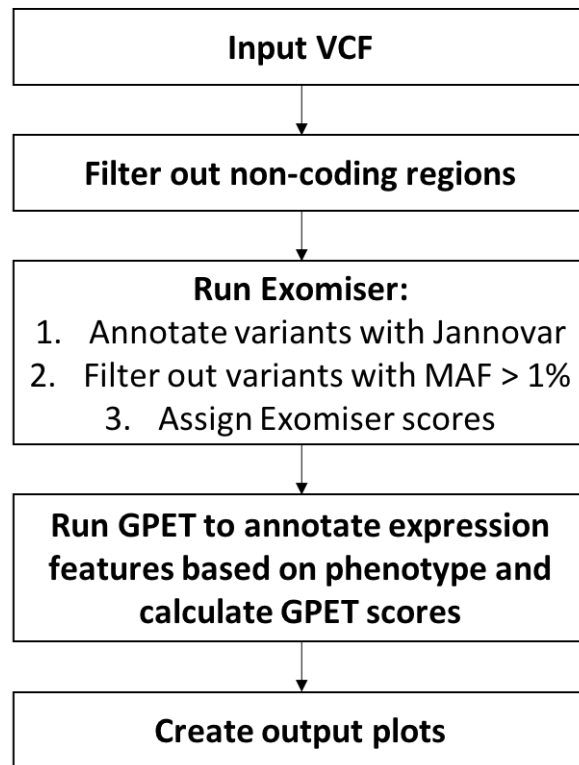 Input VCF
Filter out non-coding regions
Run Exomiser:
1. Annotate variants with Jannovar
2. Filter out variants with MAF > 1%
3. Assign Exomiser scores
Run GPET to annotate expression
features based on phenotype and
calculate GPET scores
Create output plots